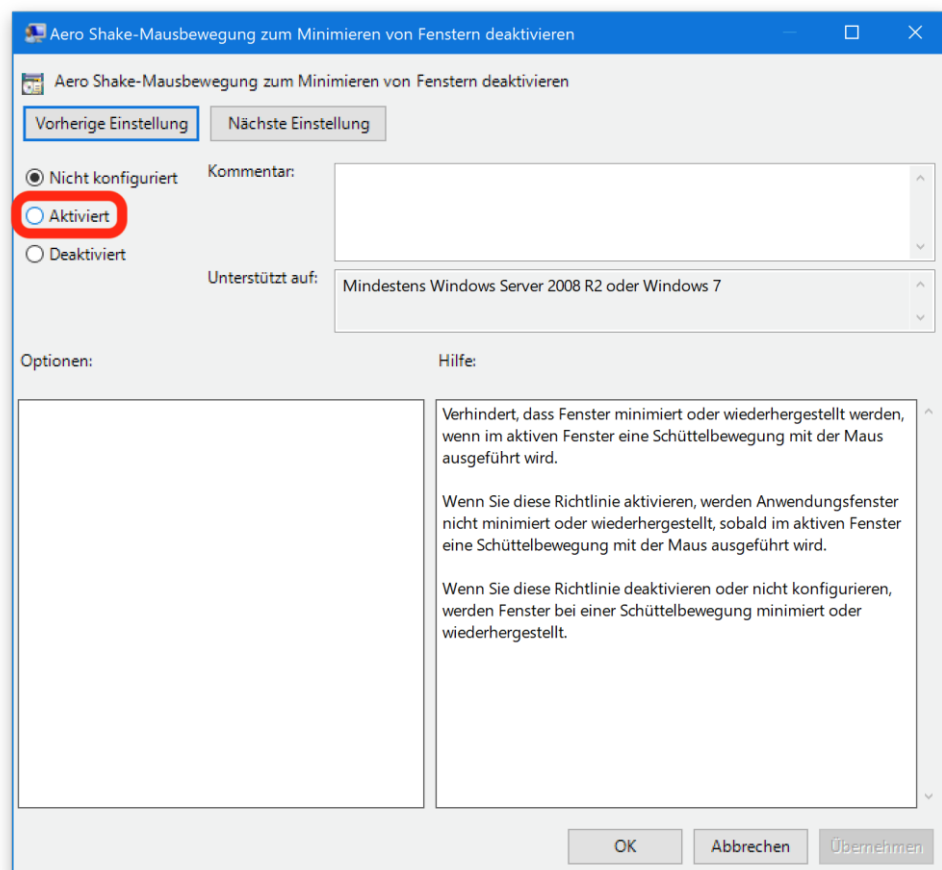 Aero Shake-Mausbewegung zum Minimieren von Fenstern deaktivieren
Aero Shake-Mausbewegung zum Minimieren von Fenstern deaktivieren
Vorherige Einstellung
Nächste Einstellung
Nicht konfiguriert
Kommentar:
Aktiviert
Deaktiviert
Unterstützt auf:
Mindestens Windows Server 2008 R2 oder Windows 7
Optionen:
Hilfe:
Verhindert, dass Fenster minimiert oder wiederhergestellt werden,
wenn im aktiven Fenster eine Schüttelbewegung mit der Maus
ausgeführt wird.
Wenn Sie diese Richtlinie aktivieren, werden Anwendungsfenster
nicht minimiert oder wiederhergestellt, sobald im aktiven Fenster
eine Schüttelbewegung mit der Maus ausgeführt wird.
Wenn Sie diese Richtlinie deaktivieren oder nicht konfigurieren,
werden Fenster bei einer Schüttelbewegung minimiert oder
wiederhergestellt.
OK
Abbrechen
Übernehmen